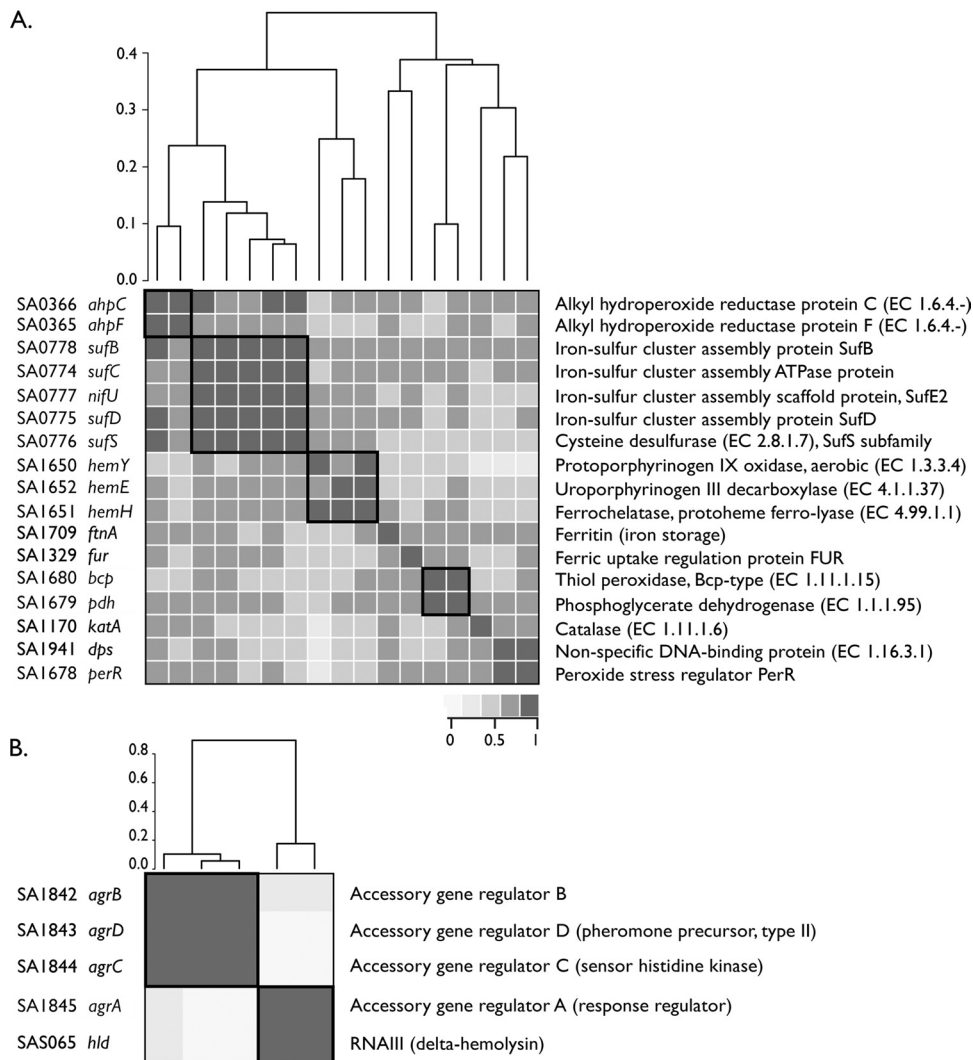 A.
0.4
0.3
0.2
0.1
0.0
SA0366 ahpC Alkyl hydroperoxide reductase protein C (EC 1.6.4.-)
SA0365 ahpF Alkyl hydroperoxide reductase protein F (EC 1.6.4.-)
SA0778 sufB Iron-sulfur cluster assembly protein SufB
SA0774 sufC Iron-sulfur cluster assembly ATPase protein
SA0777 nifU Iron-sulfur cluster assembly scaffold protein, SufE2
SA0775 sufD Iron-sulfur cluster assembly protein SufD
SA0776 sufS Cysteine desulfurase (EC 2.8.1.7), SufS subfamily
SA1650 hemY Protoporphyrinogen IX oxidase, aerobic (EC 1.3.3.4)
SA1652 hemE Uroporphyrinogen III decarboxylase (EC 4.1.1.37)
SA1651 hemH Ferrochelatase, protoheme ferro-lyase (EC 4.99.1.1)
SA1709 ftnA Ferritin (iron storage)
SA1329 fur Ferric uptake regulation protein FUR
SA1680 bcp Thiol peroxidase, Bcp-type (EC 1.11.1.15)
SA1679 pdh Phosphoglycerate dehydrogenase (EC 1.1.1.95)
SA1170 katA Catalase (EC 1.11.1.6)
SA1941 dps Non-specific DNA-binding protein (EC 1.16.3.1)
SA1678 perR Peroxide stress regulator PerR
0 0.5 1
B.
0.8
0.6
0.4
0.2
0.0
SA1842 agrB Accessory gene regulator B
SA1843 agrD Accessory gene regulator D (pheromone precursor, type II)
SA1844 agrC Accessory gene regulator C (sensor histidine kinase)
SA1845 agrA Accessory gene regulator A (response regulator)
SAS065 hld RNAIII (delta-hemolysin)